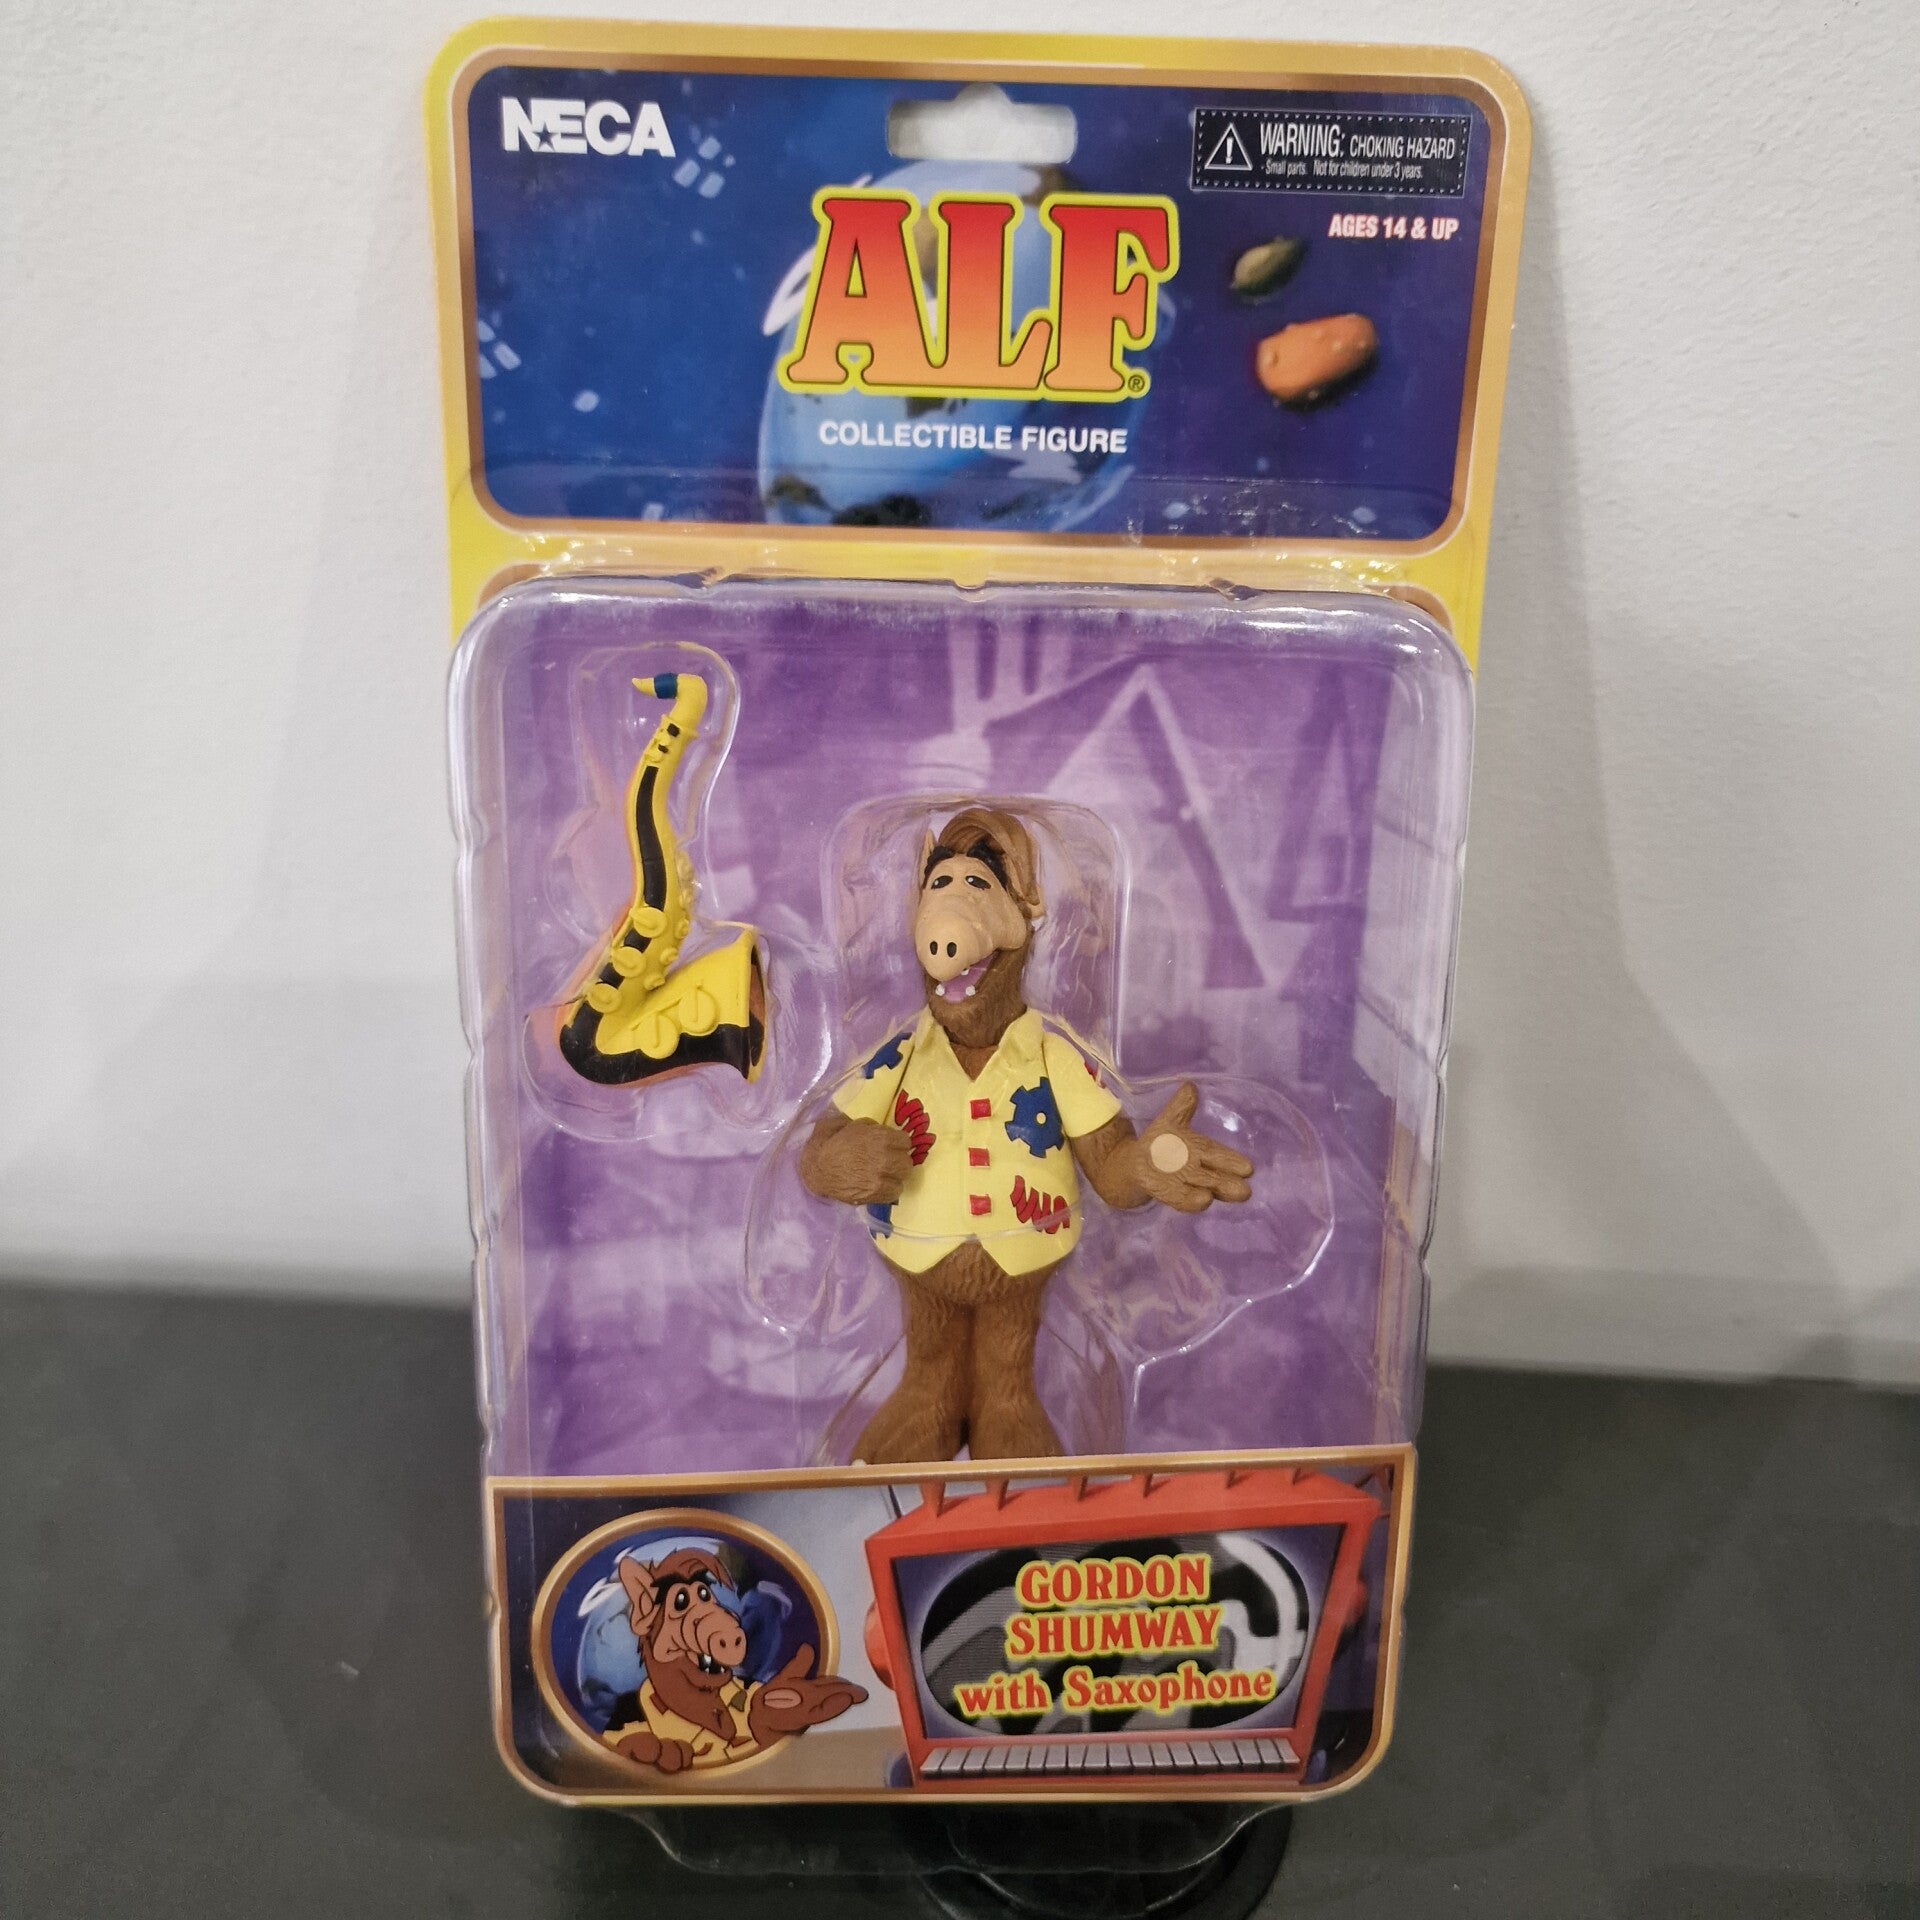 NECA
WARNING: CHOKING HAZARD
- Small parts. Not for children under 3 years.
AGES 14 & UP
ALF®
COLLECTIBLE FIGURE
GORDON
SHUMWAY
with Saxophone